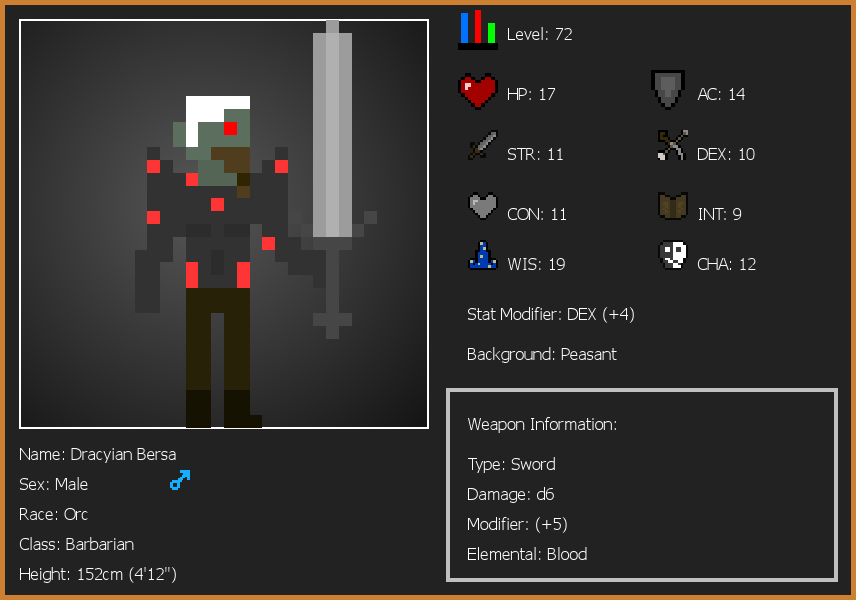 Level: 72
HP: 17
AC: 14
STR: 11
DEX: 10
CON: 11
INT: 9
WIS: 19
CHA: 12
Stat Modifier: DEX (+4)
Background: Peasant
Weapon Information:
Type: Sword
Damage: d6
Modifier: (+5)
Elemental: Blood
Name: Dracyian Bersa
Sex: Male
Race: Orc
Class: Barbarian
Height: 152cm (4'12")